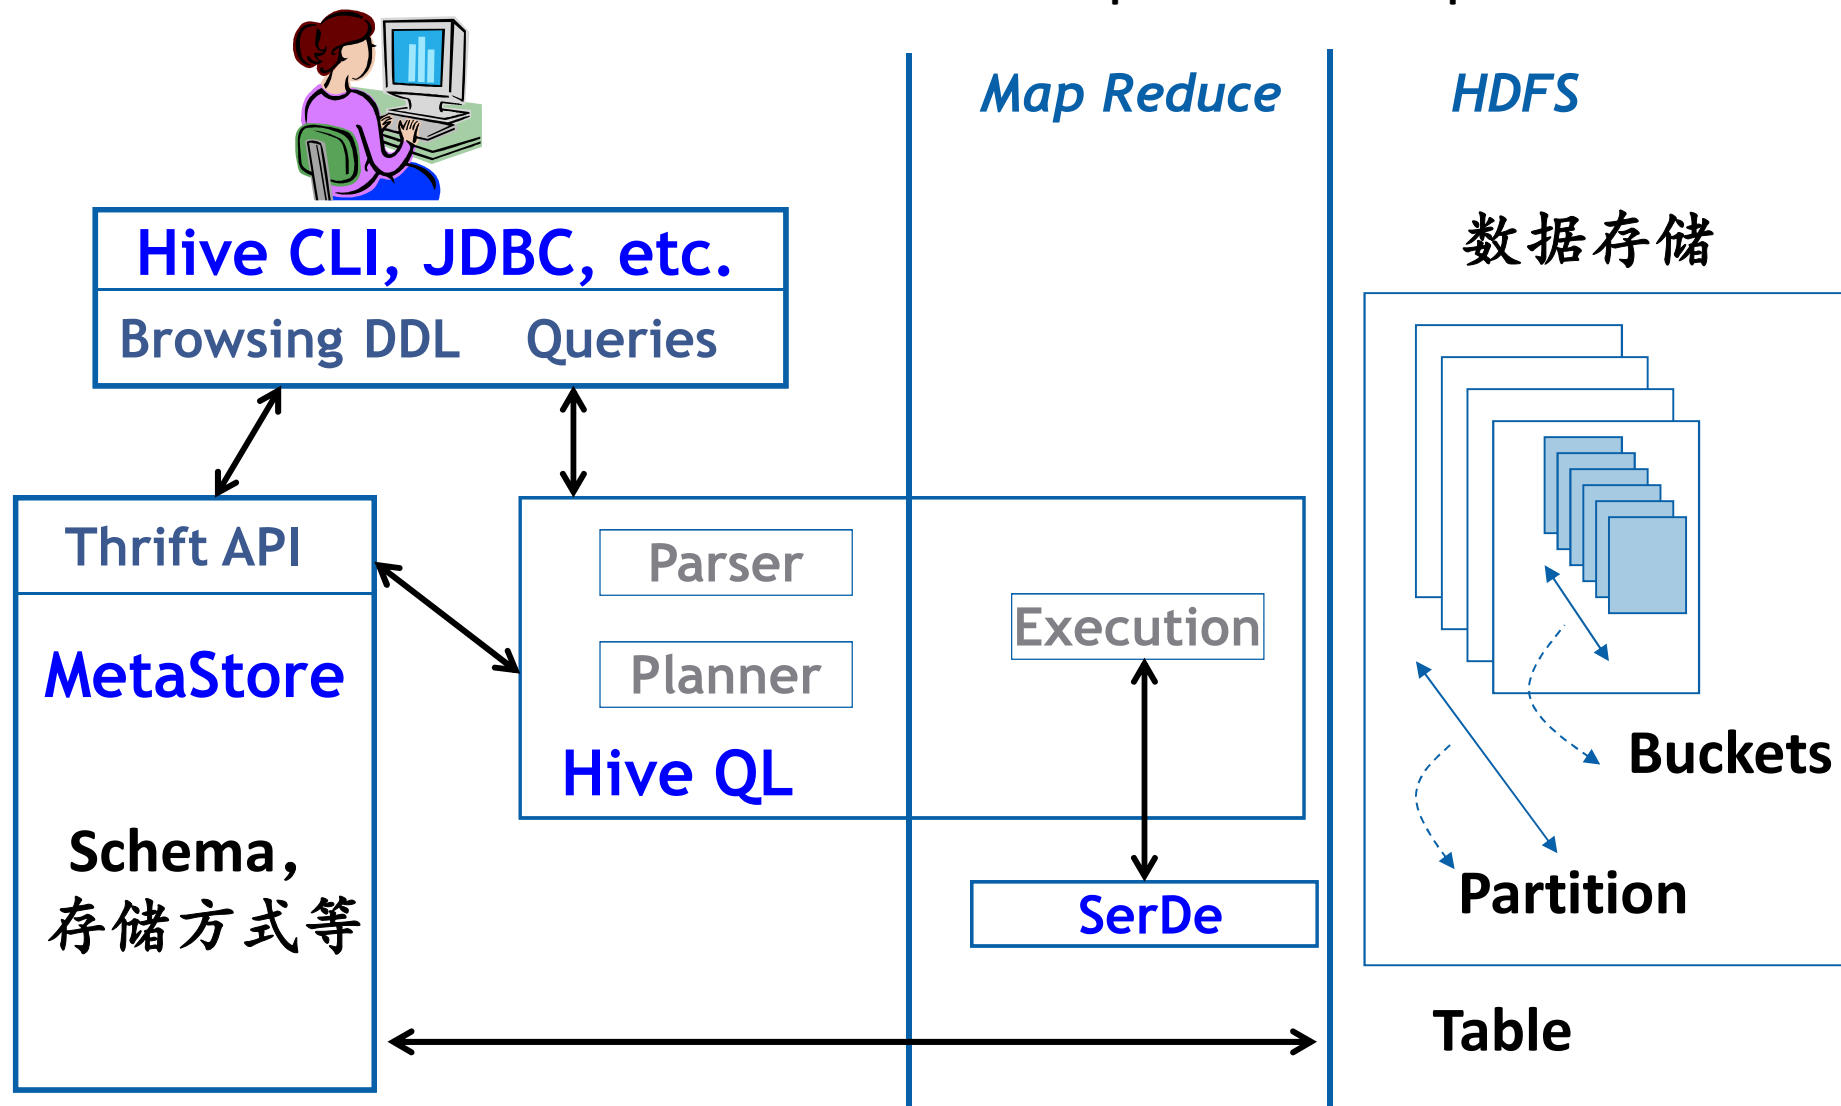 Map Reduce
HDFS
数据存储
Hive CLI, JDBC, etc.
Browsing DDL Queries
Thrift API
MetaStore
Schema，
存储方式等
Parser
Planner
Hive QL
Execution
SerDe
Buckets
Partition
Table